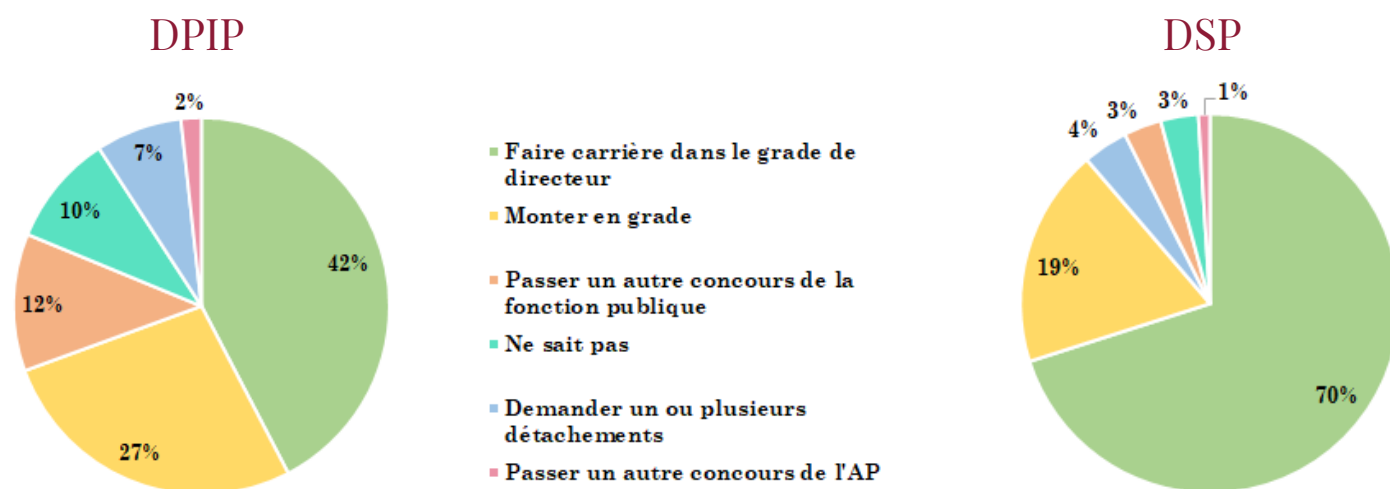 DPIP
DSP
2%
7%
10%
12%
27%
42%
Faire carrière dans le grade de
directeur
Monter en grade
Passer un autre concours de la
fonction publique
Ne sait pas
Demander un ou plusieurs
détachements
Passer un autre concours de l'AP
1%
3%
3%
4%
19%
70%